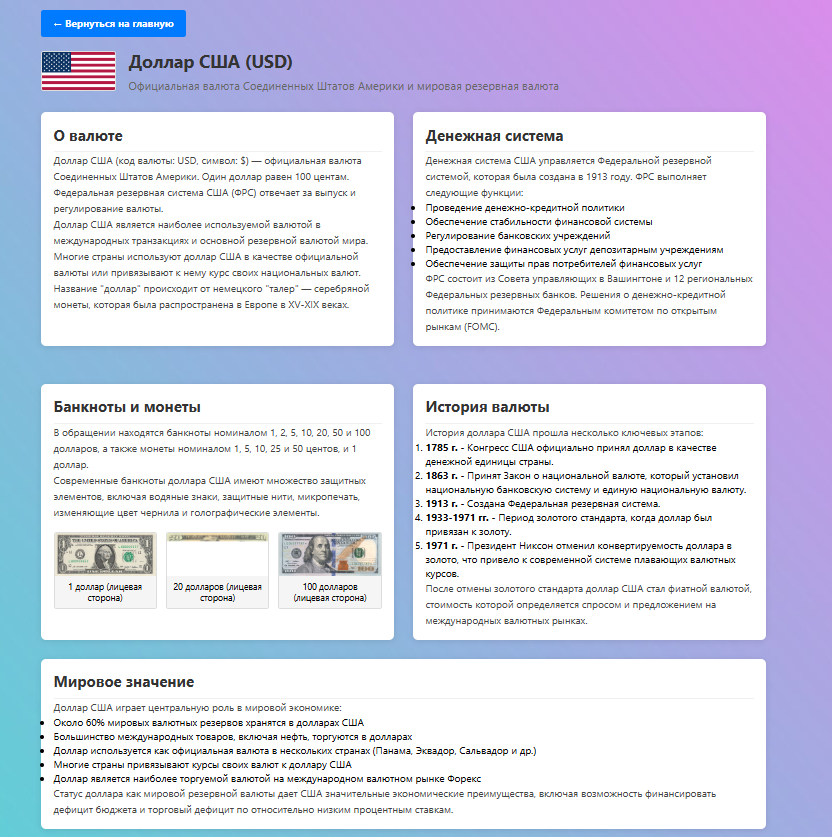 ← Вернуться на главную
Доллар США (USD)
Официальная валюта Соединенных Штатов Америки и мировая резервная валюта
О валюте
Доллар США (код валюты: USD, символ: $) — официальная валюта
Соединенных Штатов Америки. Один доллар равен 100 центам.
Федеральная резервная система США (ФРС) отвечает за выпуск и
регулирование валюты.
Доллар США является наиболее используемой валютой в
международных транзакциях и основной резервной валютой мира.
Многие страны используют доллар США в качестве официальной
валюты или привязывают к нему курс своих национальных валют.
Название "доллар" происходит от немецкого "талер" — серебряной
монеты, которая была распространена в Европе в XV-XIX веках.
Денежная система
Денежная система США управляется Федеральной резервной
системой, которая была создана в 1913 году. ФРС выполняет
следующие функции:
• Проведение денежно-кредитной политики
• Обеспечение стабильности финансовой системы
• Регулирование банковских учреждений
• Предоставление финансовых услуг депозитарным учреждениям
• Обеспечение защиты прав потребителей финансовых услуг
ФРС состоит из Совета управляющих в Вашингтоне и 12 региональных
Федеральных резервных банков. Решения о денежно-кредитной
политике принимаются Федеральным комитетом по открытым
рынкам (FOMC).
Банкноты и монеты
В обращении находятся банкноты номиналом 1, 2, 5, 10, 20, 50 и 100
долларов, а также монеты номиналом 1, 5, 10, 25 и 50 центов, и 1
доллар.
Современные банкноты доллара США имеют множество защитных
элементов, включая водяные знаки, защитные нити, микропечать,
изменяющие цвет чернила и голографические элементы.
1 доллар (лицевая
сторона)
20 долларов (лицевая
сторона)
100 долларов
(лицевая сторона)
История валюты
История доллара США прошла несколько ключевых этапов:
1. 1785 г. - Конгресс США официально принял доллар в качестве
денежной единицы страны.
2. 1863 г. - Принят Закон о национальной валюте, который установил
национальную банковскую систему и единую национальную валюту.
3. 1913 г. - Создана Федеральная резервная система.
4. 1933-1971 гг. - Период золотого стандарта, когда доллар был
привязан к золоту.
5. 1971 г. - Президент Никсон отменил конвертируемость доллара в
золото, что привело к современной системе плавающих валютных
курсов.
После отмены золотого стандарта доллар США стал фиатной валютой,
стоимость которой определяется спросом и предложением на
международных валютных рынках.
Мировое значение
Доллар США играет центральную роль в мировой экономике:
• Около 60% мировых валютных резервов хранятся в долларах США
• Большинство международных товаров, включая нефть, торгуются в долларах
• Доллар используется как официальная валюта в нескольких странах (Панама, Эквадор, Сальвадор и др.)
• Многие страны привязывают курсы своих валют к доллару США
• Доллар является наиболее торгуемой валютой на международном валютном рынке Форекс
Статус доллара как мировой резервной валюты дает США значительные экономические преимущества, включая возможность финансировать
дефицит бюджета и торговый дефицит по относительно низким процентным ставкам.